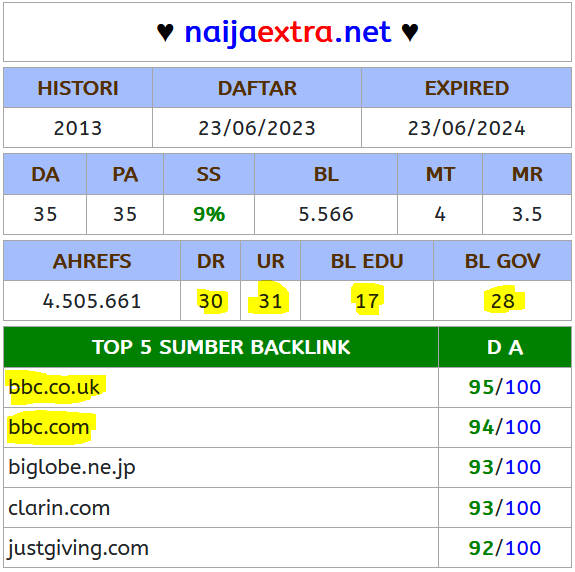 ♥ naijaextra.net ♥
HISTORI DAFTAR EXPIRED
2013 23/06/2023 23/06/2024
DA PA SS BL MT MR
35 35 9% 5.566 4 3.5
AHREFS DR UR BL EDU BL GOV
4.505.661 30 31 17 28
TOP 5 SUMBER BACKLINK D A
bbc.co.uk 95/100
bbc.com 94/100
biglobe.ne.jp 93/100
clarin.com 93/100
justgiving.com 92/100